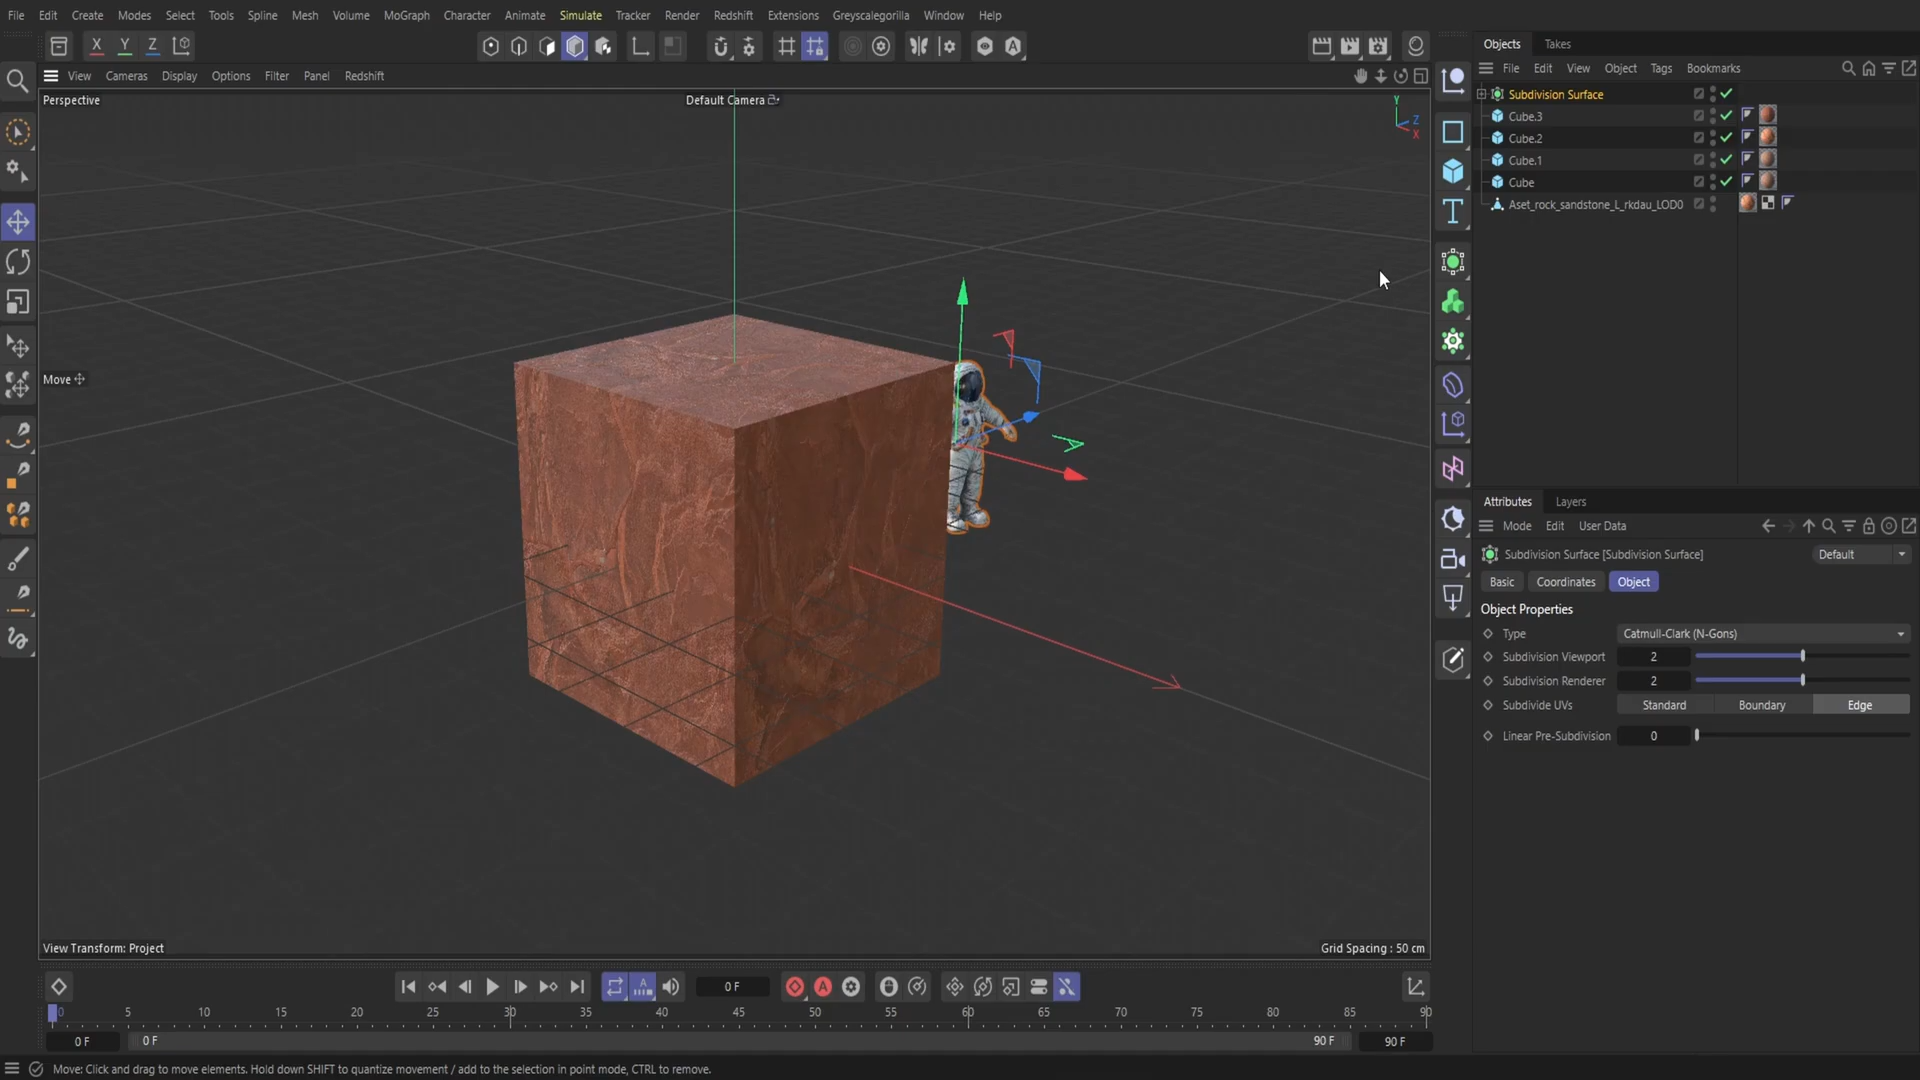 File Edit Create Modes Select Tools Spline Mesh Volume MoGraph Character Animate Simulate Tracker Render Redshift Extensions Greyscalegorilla Window Help
X Y Z
View Cameras Display Options Filter Panel Redshift
Perspective
Default Camera
Y
Z
X
Move
View Transform: Project
Grid Spacing : 50 cm
Objects Takes
File Edit View Object Tags Bookmarks
Subdivision Surface
Cube.3
Cube.2
Cube.1
Cube
Aset_rock_sandstone_L_rkdau_LOD0
Attributes Layers
Mode Edit User Data
Subdivision Surface [Subdivision Surface]
Default
Basic Coordinates Object
Object Properties
Type Catmull-Clark (N-Gons)
Subdivision Viewport 2
Subdivision Renderer 2
Subdivide UVs Standard Boundary Edge
Linear Pre-Subdivision 0
0 F
0 5 10 15 20 25 30 35 40 45 50 55 60 65 70 75 80 85 90
0 F 0 F 90 F 90 F
Move: Click and drag to move elements. Hold down SHIFT to quantize movement / add to the selection in point mode, CTRL to remove.